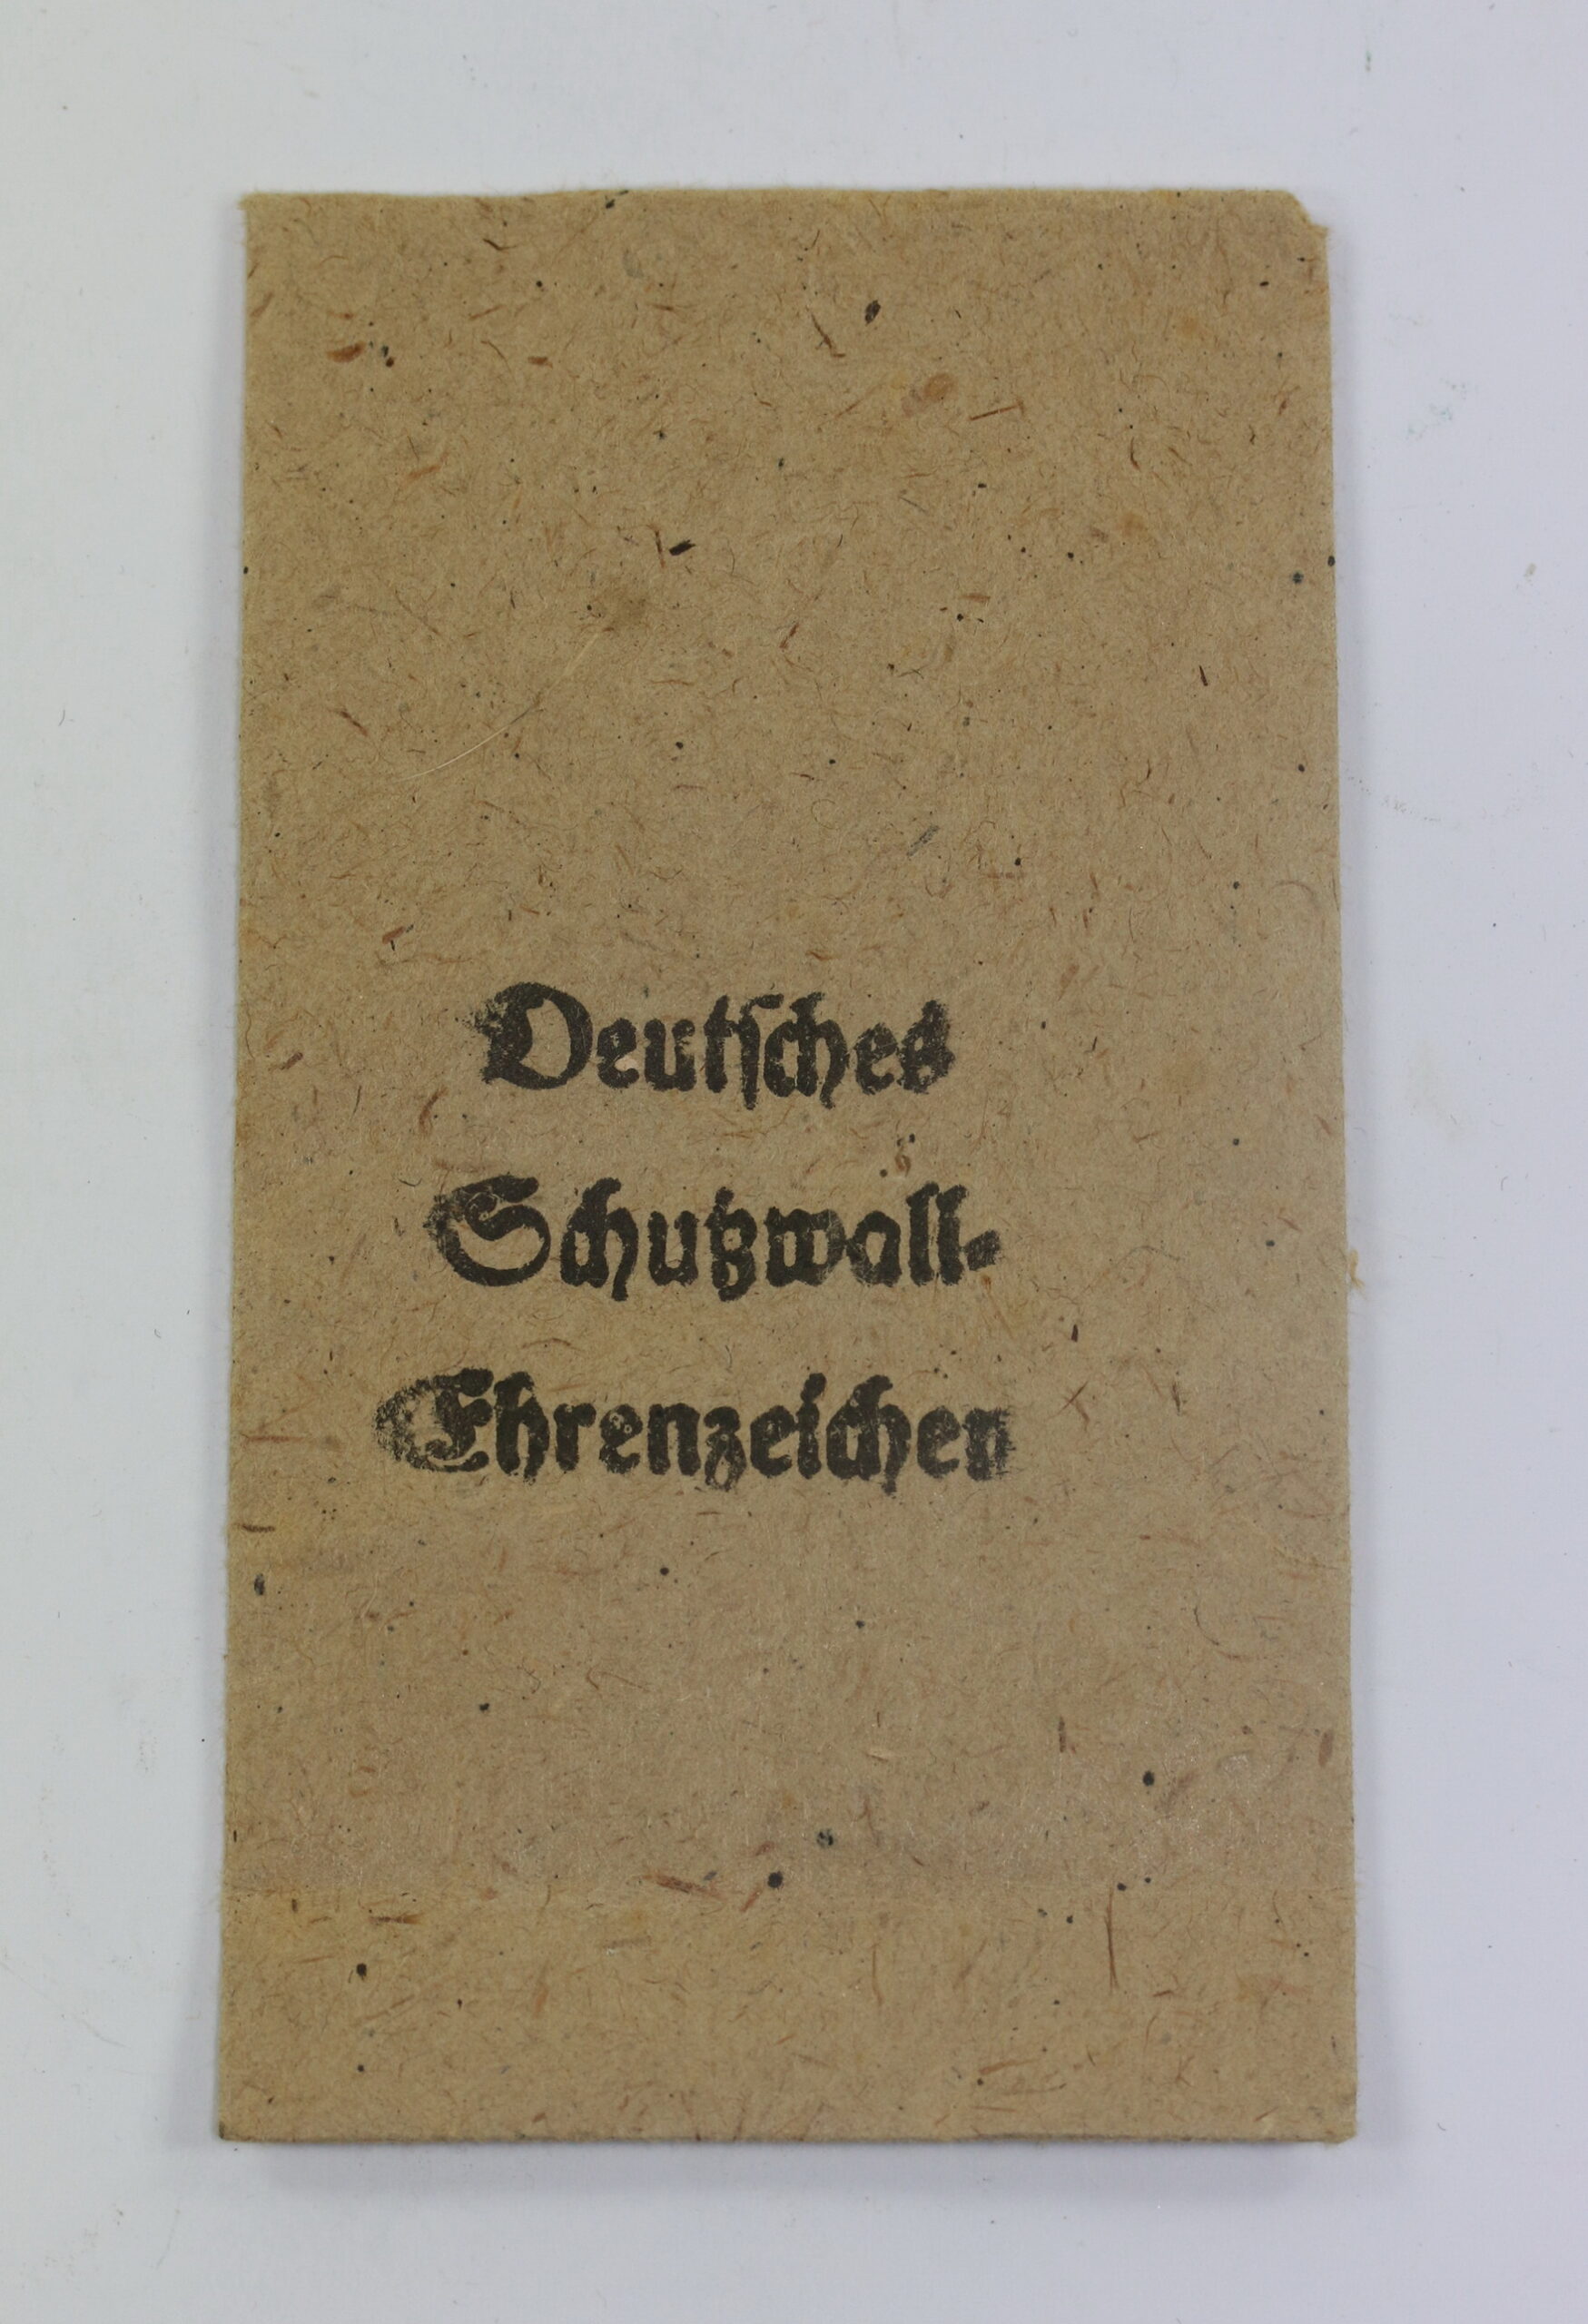 Deutsches
Schutzwall-
Ehrenzeichen